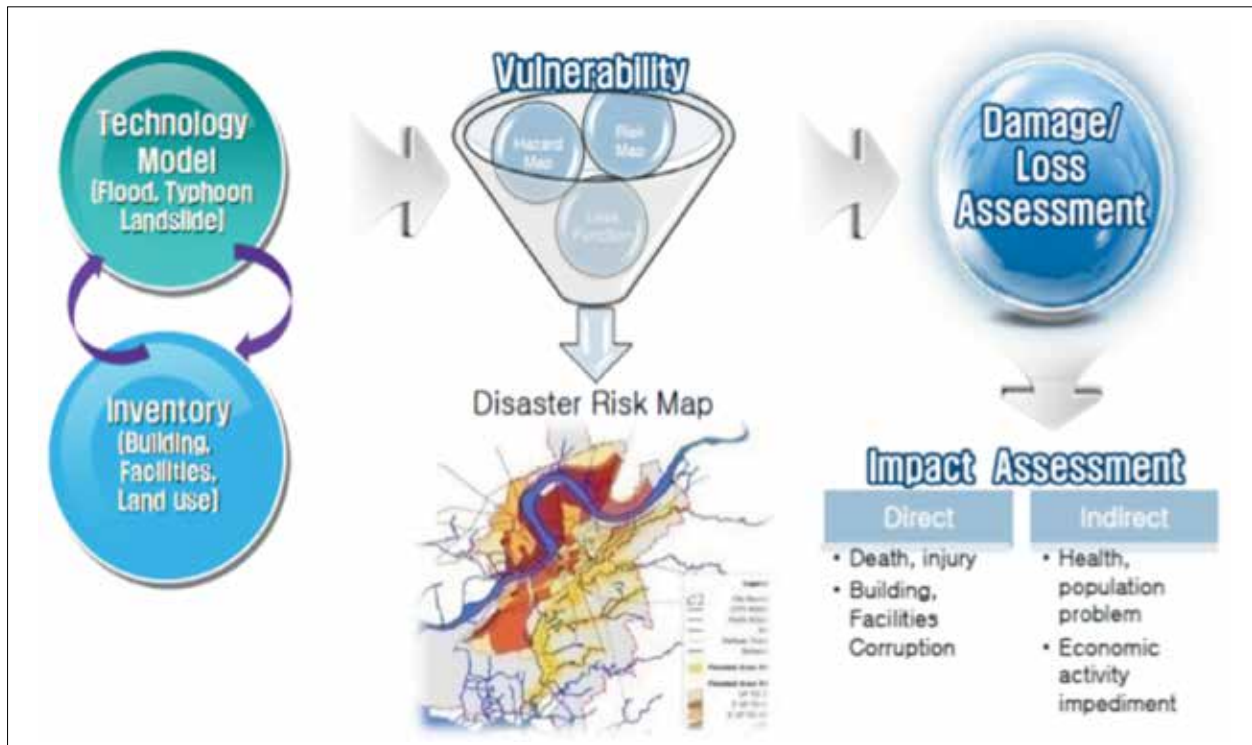 Technology
Model
(Flood, Typhoon
Landslide)
Inventory
(Building,
Facilities,
Land use)
Vulnerability
Hazard
Map
Risk
Map
Loss
Function
Disaster Risk Map
Damage/
Loss
Assessment
Impact Assessment
Direct
• Death, injury
• Building,
Facilities
Corruption
Indirect
• Health,
population
problem
• Economic
activity
impediment